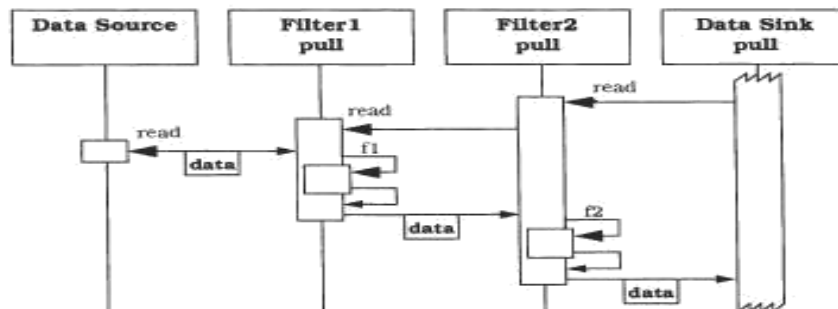 Data Source
Filter1
pull
Filter2
pull
Data Sink
pull
read
read
read
f1
data
data
f2
data